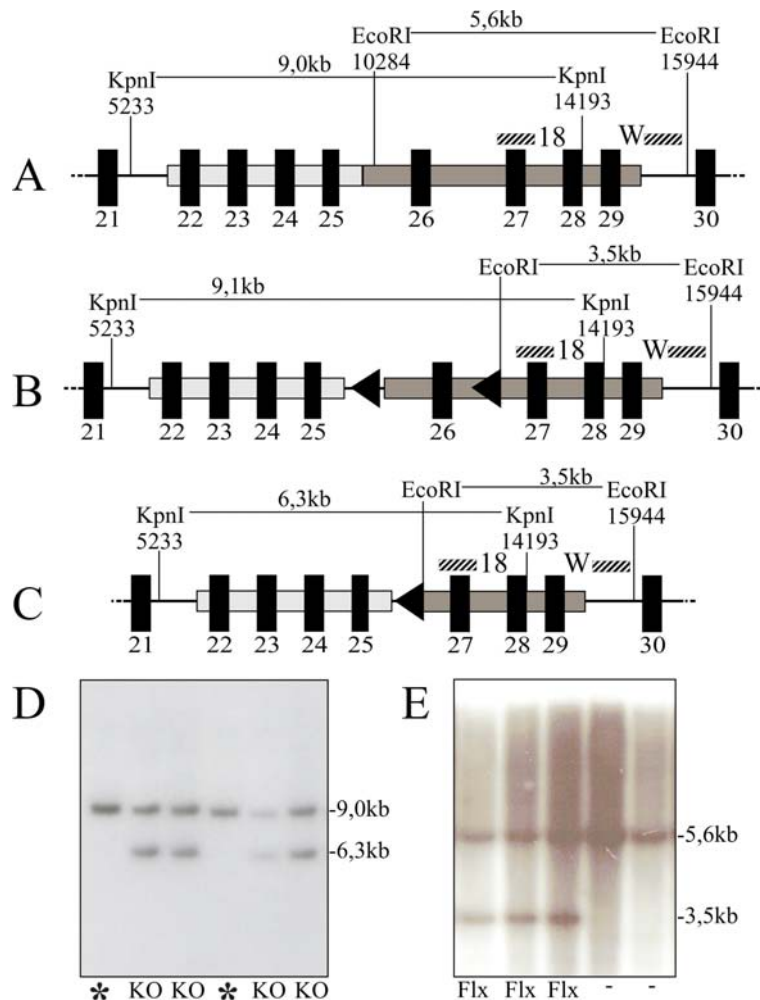 5,6kb
EcoRI EcoRI
9,0kb 10284 15944
KpnI KpnI
5233 14193
18 W
A
21 22 23 24 25 26 27 28 29 30
EcoRI 3,5kb EcoRI
9,1kb 15944
KpnI KpnI
5233 14193
18 W
B
21 22 23 24 25 26 27 28 29 30
EcoRI 3,5kb EcoRI
6,3kb 15944
KpnI KpnI
5233 14193
18 W
C
21 22 23 24 25 27 28 29 30
D E
-9,0kb
-5,6kb
-6,3kb
-3,5kb
* KO KO * KO KO
Flx Flx Flx - -